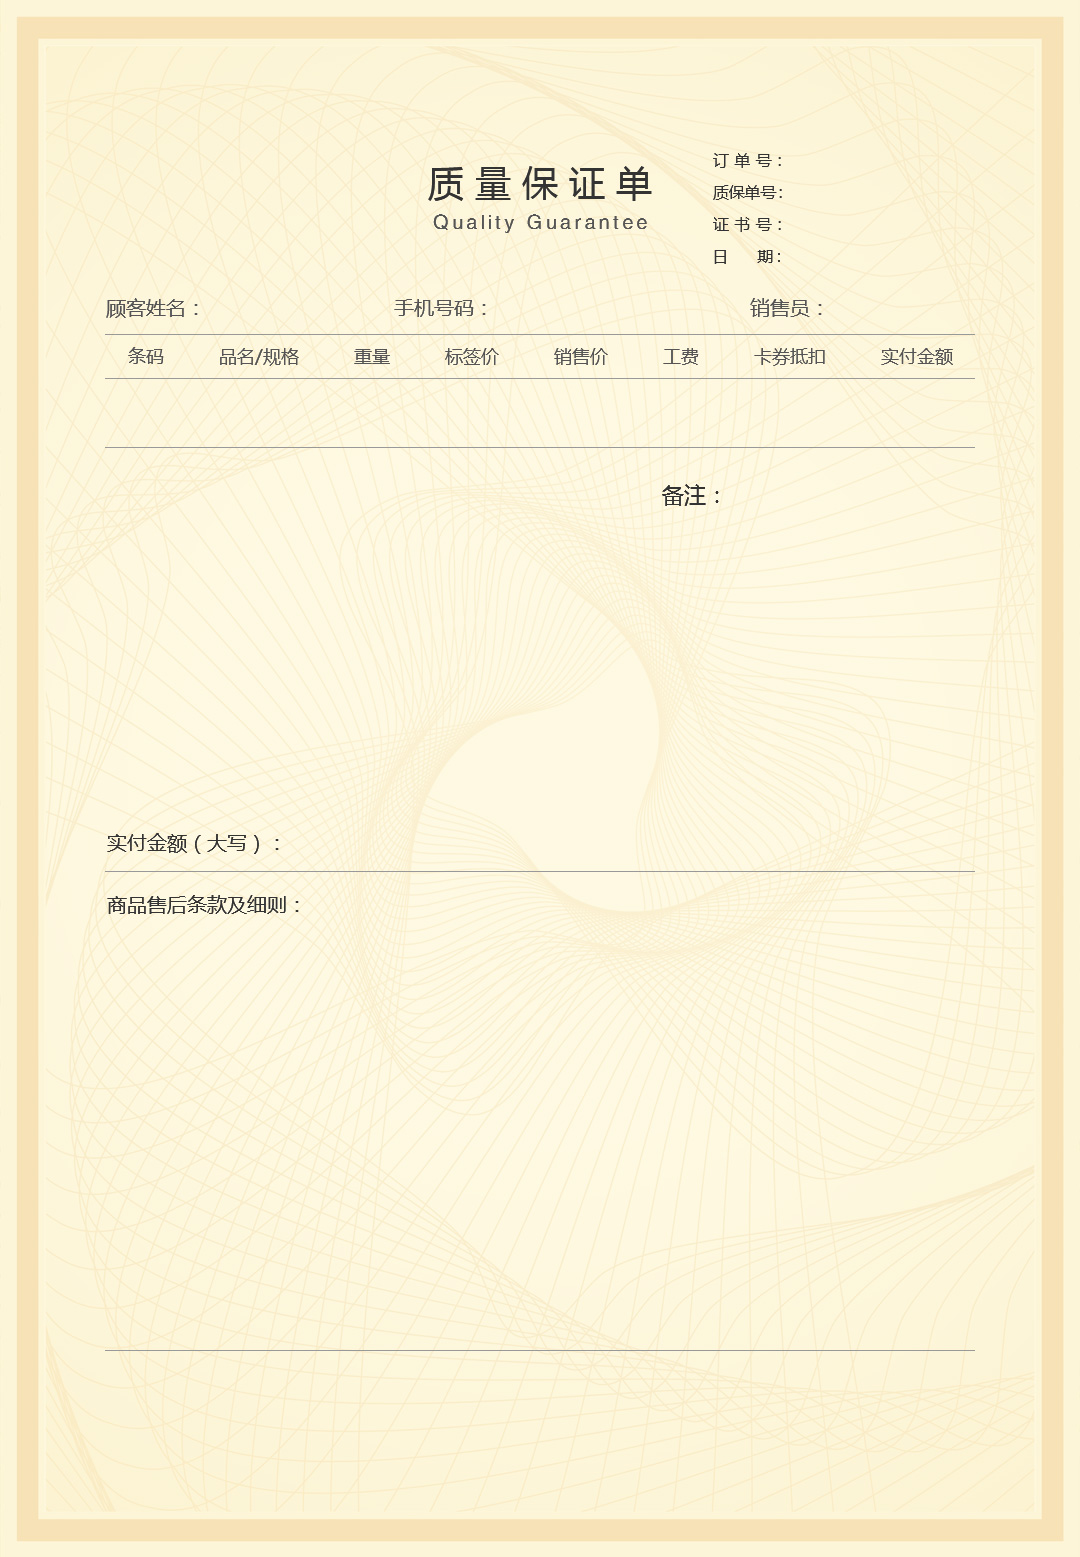 质量保证单
Quality Guarantee
订单号：
质保单号：
证书号：
日期：
顾客姓名： 手机号码： 销售员：
条码 品名/规格 重量 标签价 销售价 工费 卡券抵扣 实付金额
备注：
实付金额（大写）：
商品售后条款及细则：